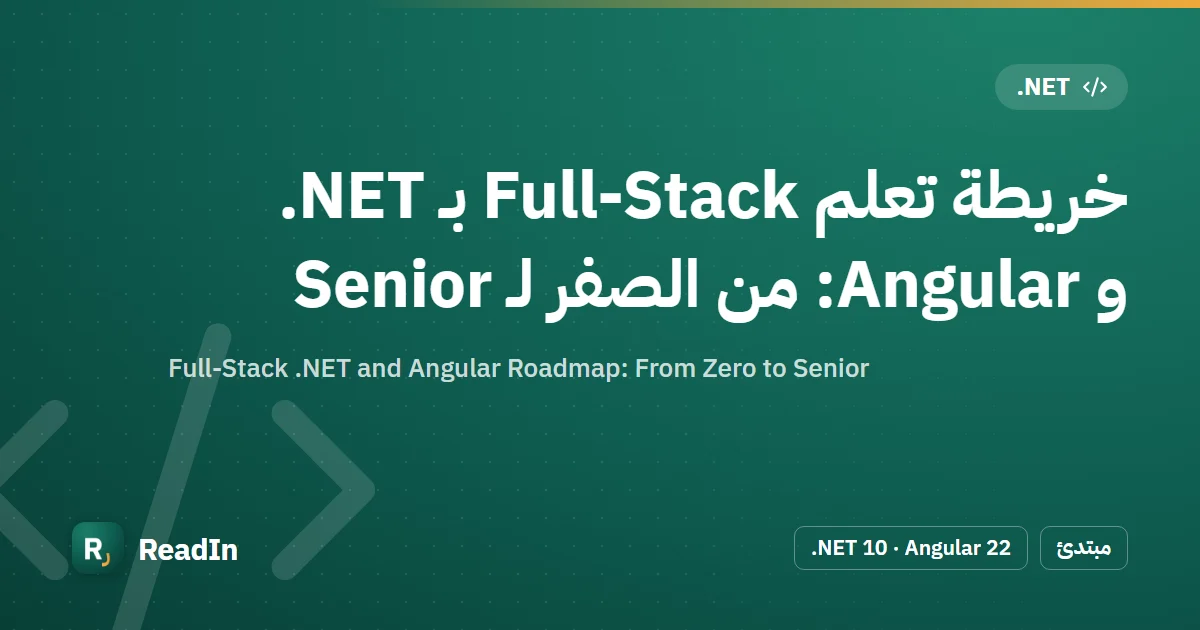 .NET </>
خريطة تعلم Full-Stack بـ NET.
و Angular: من الصفر لـ Senior
Full-Stack .NET and Angular Roadmap: From Zero to Senior
مبتدئ
.NET 10 · Angular 22
R
ReadIn